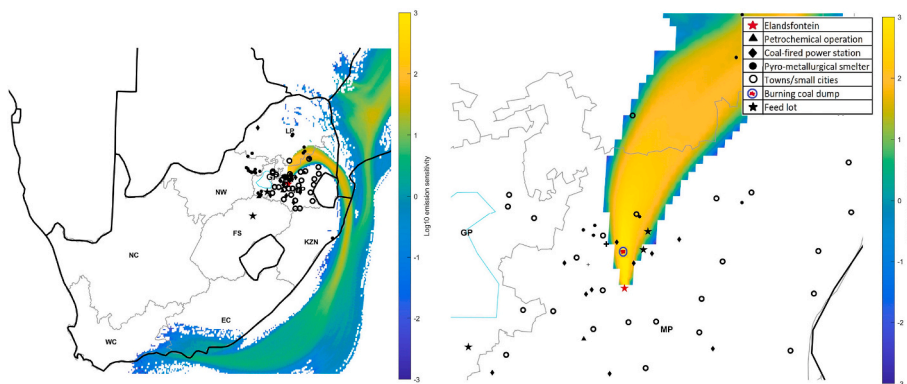 LP
NW
GP
FS
NC
KZN
EC
WC
3
2
1
0
-1
-2
-3
Log10 emission sensitivity
Elandsfontein
Petrochemical operation
Coal-fired power station
Pyro-metallurgical smelter
Towns/small cities
Burning coal dump
Feed lot
GP
MP
3
2
1
0
-1
-2
-3